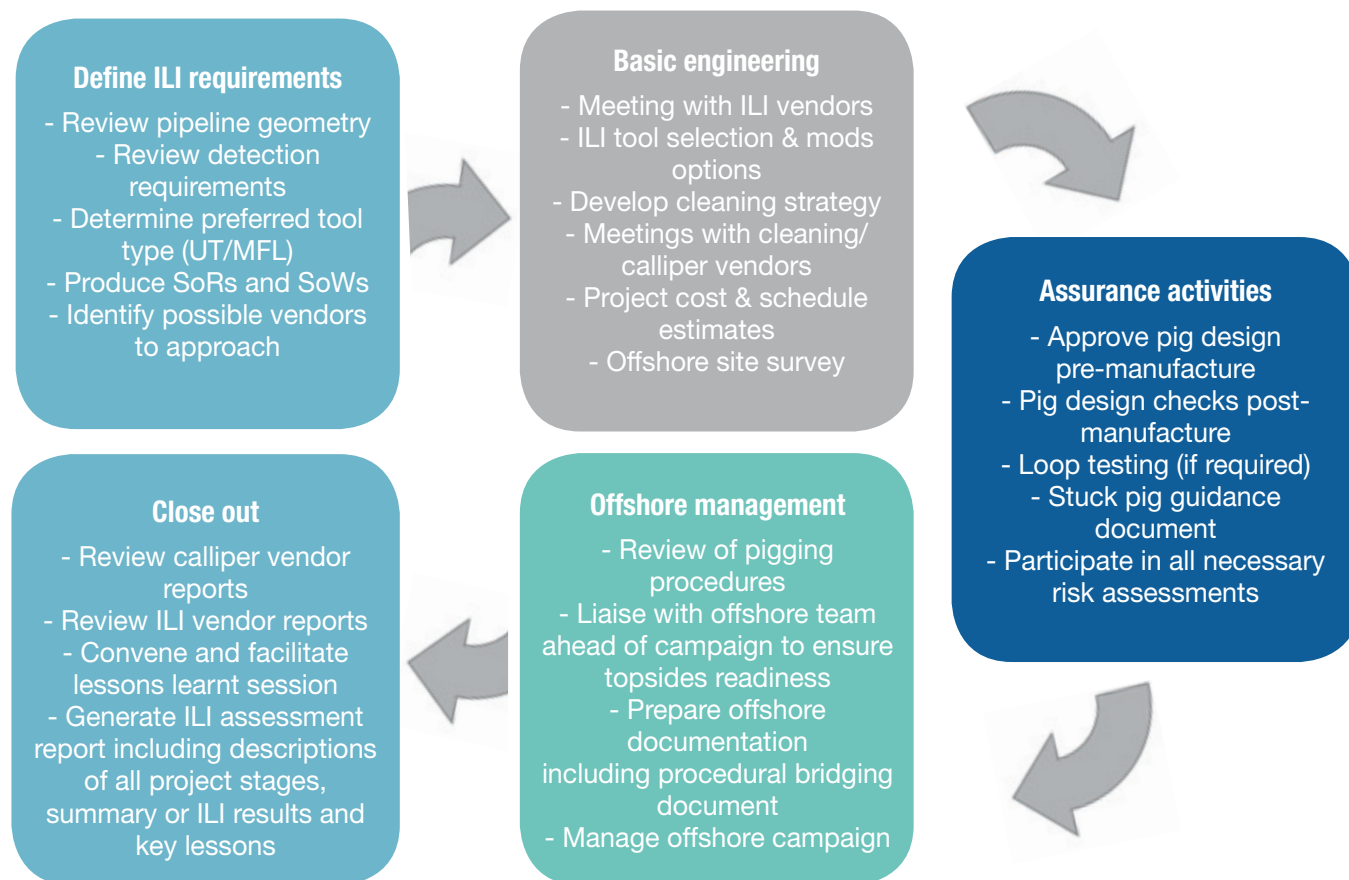 Define ILI requirements
- Review pipeline geometry
- Review detection
requirements
- Determine preferred tool
type (UT/MFL)
- Produce SoRs and SoWs
- Identify possible vendors
to approach
Basic engineering
- Meeting with ILI vendors
- ILI tool selection & mods
options
- Develop cleaning strategy
- Meetings with cleaning/
calliper vendors
- Project cost & schedule
estimates
- Offshore site survey
Assurance activities
- Approve pig design
pre-manufacture
- Pig design checks post-
manufacture
- Loop testing (if required)
- Stuck pig guidance
document
- Participate in all necessary
risk assessments
Offshore management
- Review of pigging
procedures
- Liaise with offshore team
ahead of campaign to ensure
topsides readiness
- Prepare offshore
documentation
including procedural bridging
document
- Manage offshore campaign
Close out
- Review calliper vendor
reports
- Review ILI vendor reports
- Convene and facilitate
lessons learnt session
- Generate ILI assessment
report including descriptions
of all project stages,
summary or ILI results and
key lessons